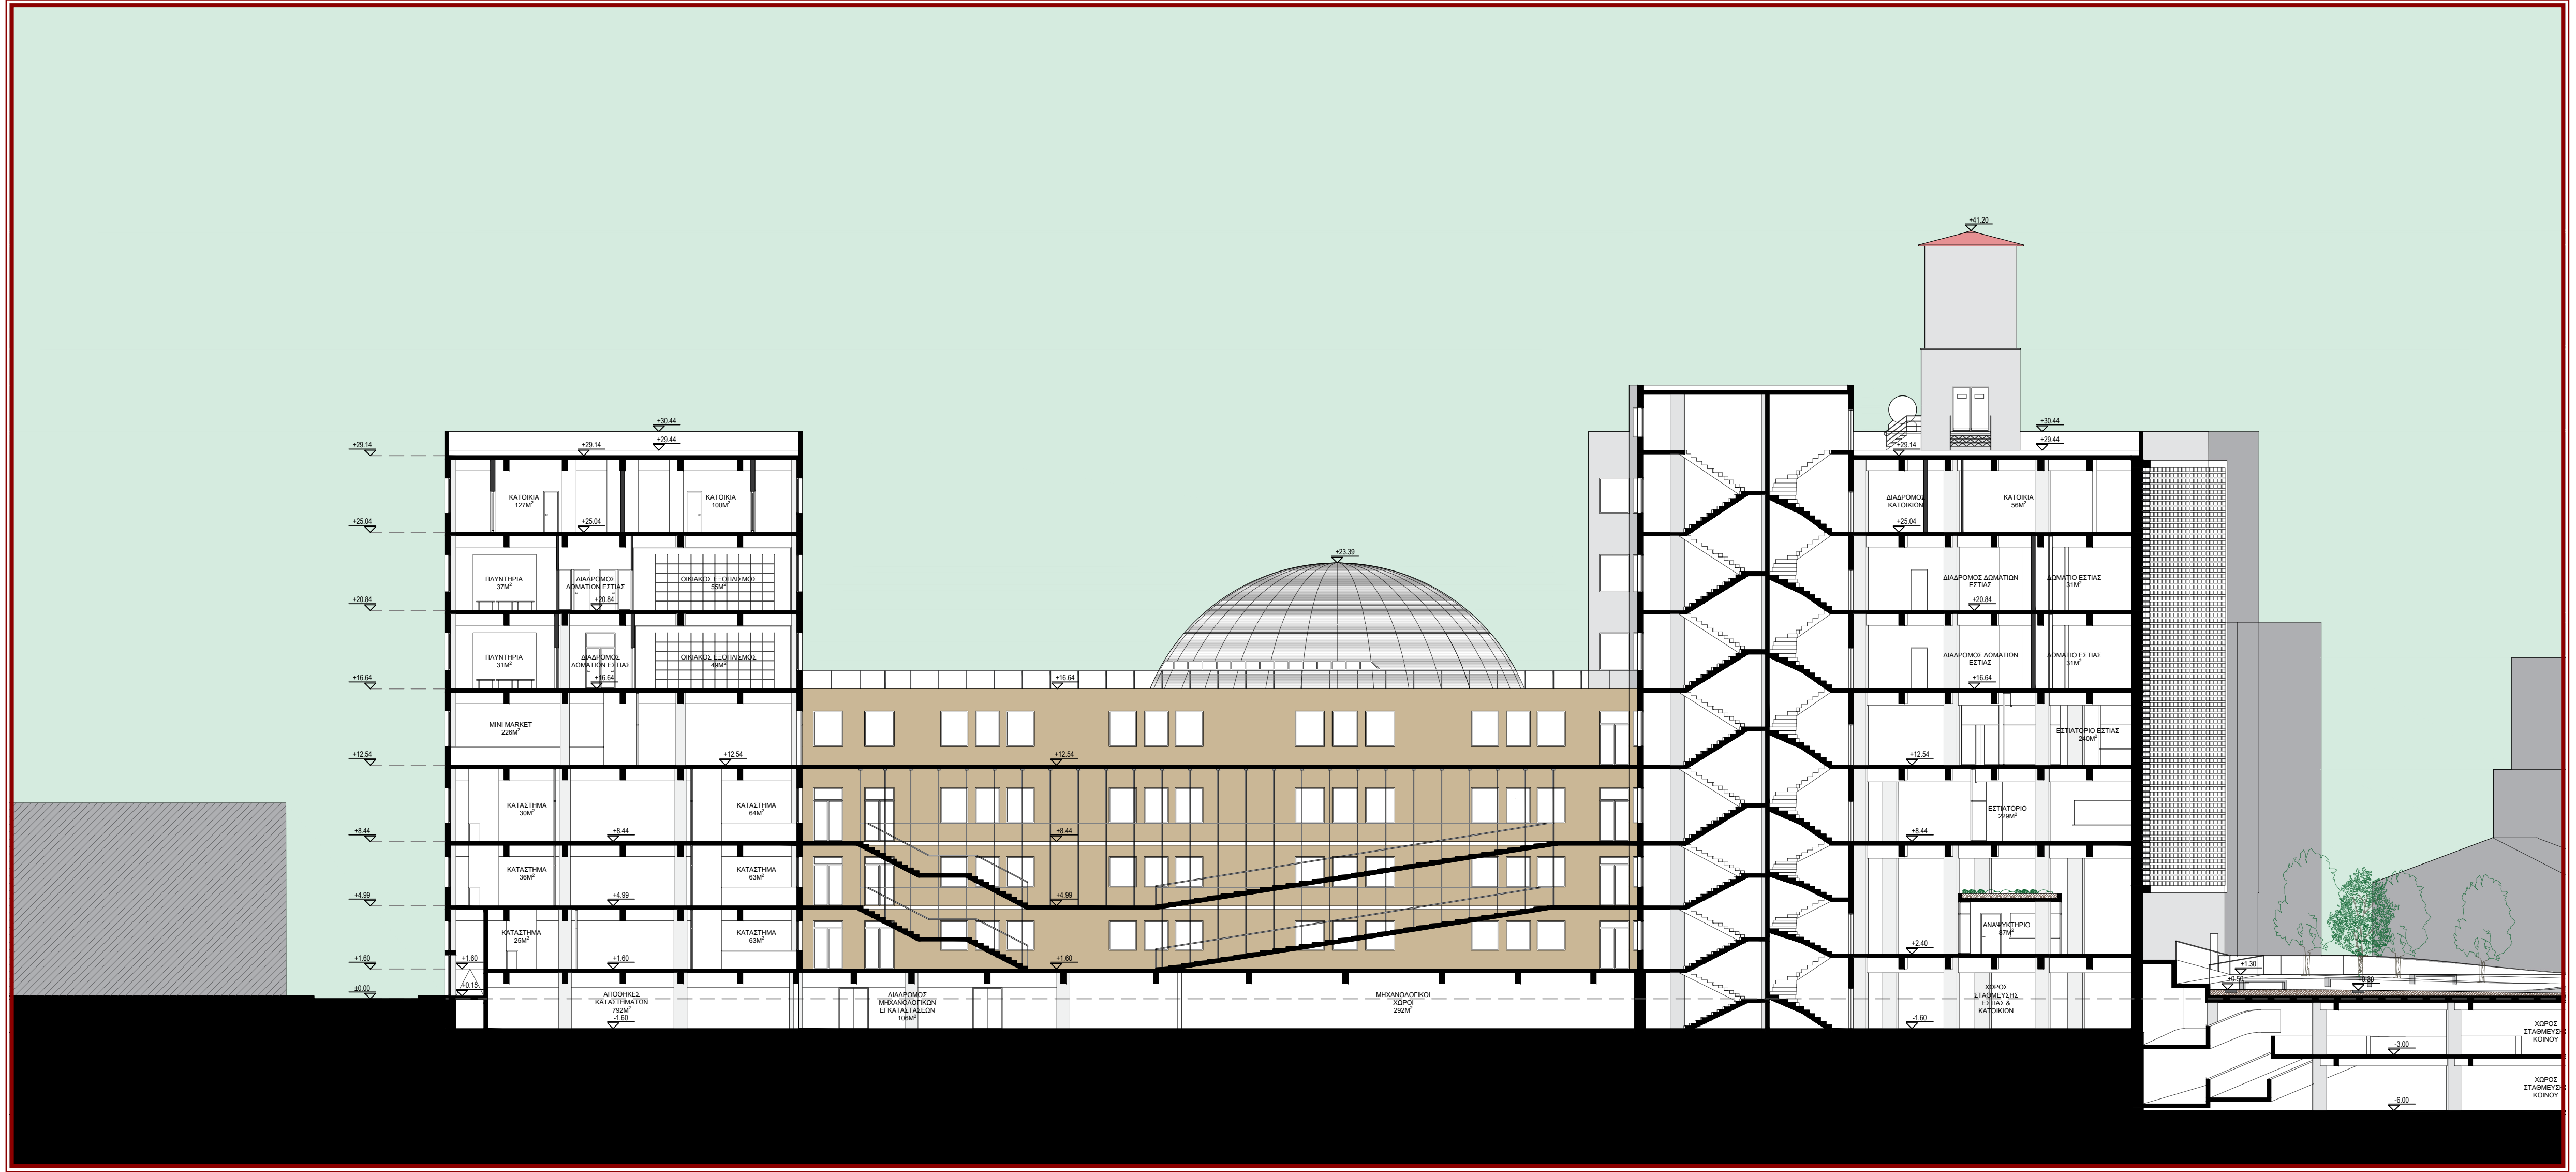 +41.20
+30.44
+29.44
+29.14
+29.14
+30.44
+29.44
+29.14
ΚΑΤΟΙΚΙΑ
127M²
ΚΑΤΟΙΚΙΑ
100M²
ΔΙΑΔΡΟΜΟΣ
ΚΑΤΟΙΚΙΩΝ
ΚΑΤΟΙΚΙΑ
56M²
+25.04
+25.04
+25.04
+23.39
ΠΛΥΝΤΗΡΙΑ
37M²
ΔΙΑΔΡΟΜΟΣ
ΔΩΜΑΤΙΩΝ ΕΣΤΙΑΣ
ΟΙΚΙΑΚΟΣ ΕΞΟΠΛΙΣΜΟΣ
55M²
ΔΙΑΔΡΟΜΟΣ ΔΩΜΑΤΙΩΝ
ΕΣΤΙΑΣ
ΔΩΜΑΤΙΟ ΕΣΤΙΑΣ
31M²
+20.84
+20.84
+20.84
ΠΛΥΝΤΗΡΙΑ
31M²
ΔΙΑΔΡΟΜΟΣ
ΔΩΜΑΤΙΩΝ ΕΣΤΙΑΣ
ΟΙΚΙΑΚΟΣ ΕΞΟΠΛΙΣΜΟΣ
49M²
ΔΙΑΔΡΟΜΟΣ ΔΩΜΑΤΙΩΝ
ΕΣΤΙΑΣ
ΔΩΜΑΤΙΟ ΕΣΤΙΑΣ
31M²
+16.64
+16.64
+16.64
+16.64
MINI MARKET
226M²
ΕΣΤΙΑΤΟΡΙΟ ΕΣΤΙΑΣ
240M²
+12.54
+12.54
+12.54
+12.54
ΚΑΤΑΣΤΗΜΑ
30M²
ΚΑΤΑΣΤΗΜΑ
64M²
ΕΣΤΙΑΤΟΡΙΟ
229M²
+8.44
+8.44
+8.44
+8.44
ΚΑΤΑΣΤΗΜΑ
36M²
ΚΑΤΑΣΤΗΜΑ
63M²
+4.99
+4.99
+4.99
ΚΑΤΑΣΤΗΜΑ
25M²
ΚΑΤΑΣΤΗΜΑ
63M²
ΑΝΑΨΥΚΤΗΡΙΟ
87M²
+2.40
+1.60
+1.60
+1.60
+1.60
+1.30
+0.50
+0.30
±0.00
+0.15
ΑΠΟΘΗΚΕΣ
ΚΑΤΑΣΤΗΜΑΤΩΝ
792M²
-1.60
ΔΙΑΔΡΟΜΟΣ
ΜΗΧΑΝΟΛΟΓΙΚΩΝ
ΕΓΚΑΤΑΣΤΑΣΕΩΝ
106M²
ΜΗΧΑΝΟΛΟΓΙΚΟΙ
ΧΩΡΟΙ
292M²
ΧΩΡΟΣ
ΣΤΑΘΜΕΥΣΗΣ
ΕΣΤΙΑΣ &
ΚΑΤΟΙΚΙΩΝ
-1.60
ΧΩΡΟΣ
ΣΤΑΘΜΕΥΣΗΣ
ΚΟΙΝΟΥ
-3.00
ΧΩΡΟΣ
ΣΤΑΘΜΕΥΣΗΣ
ΚΟΙΝΟΥ
-6.00